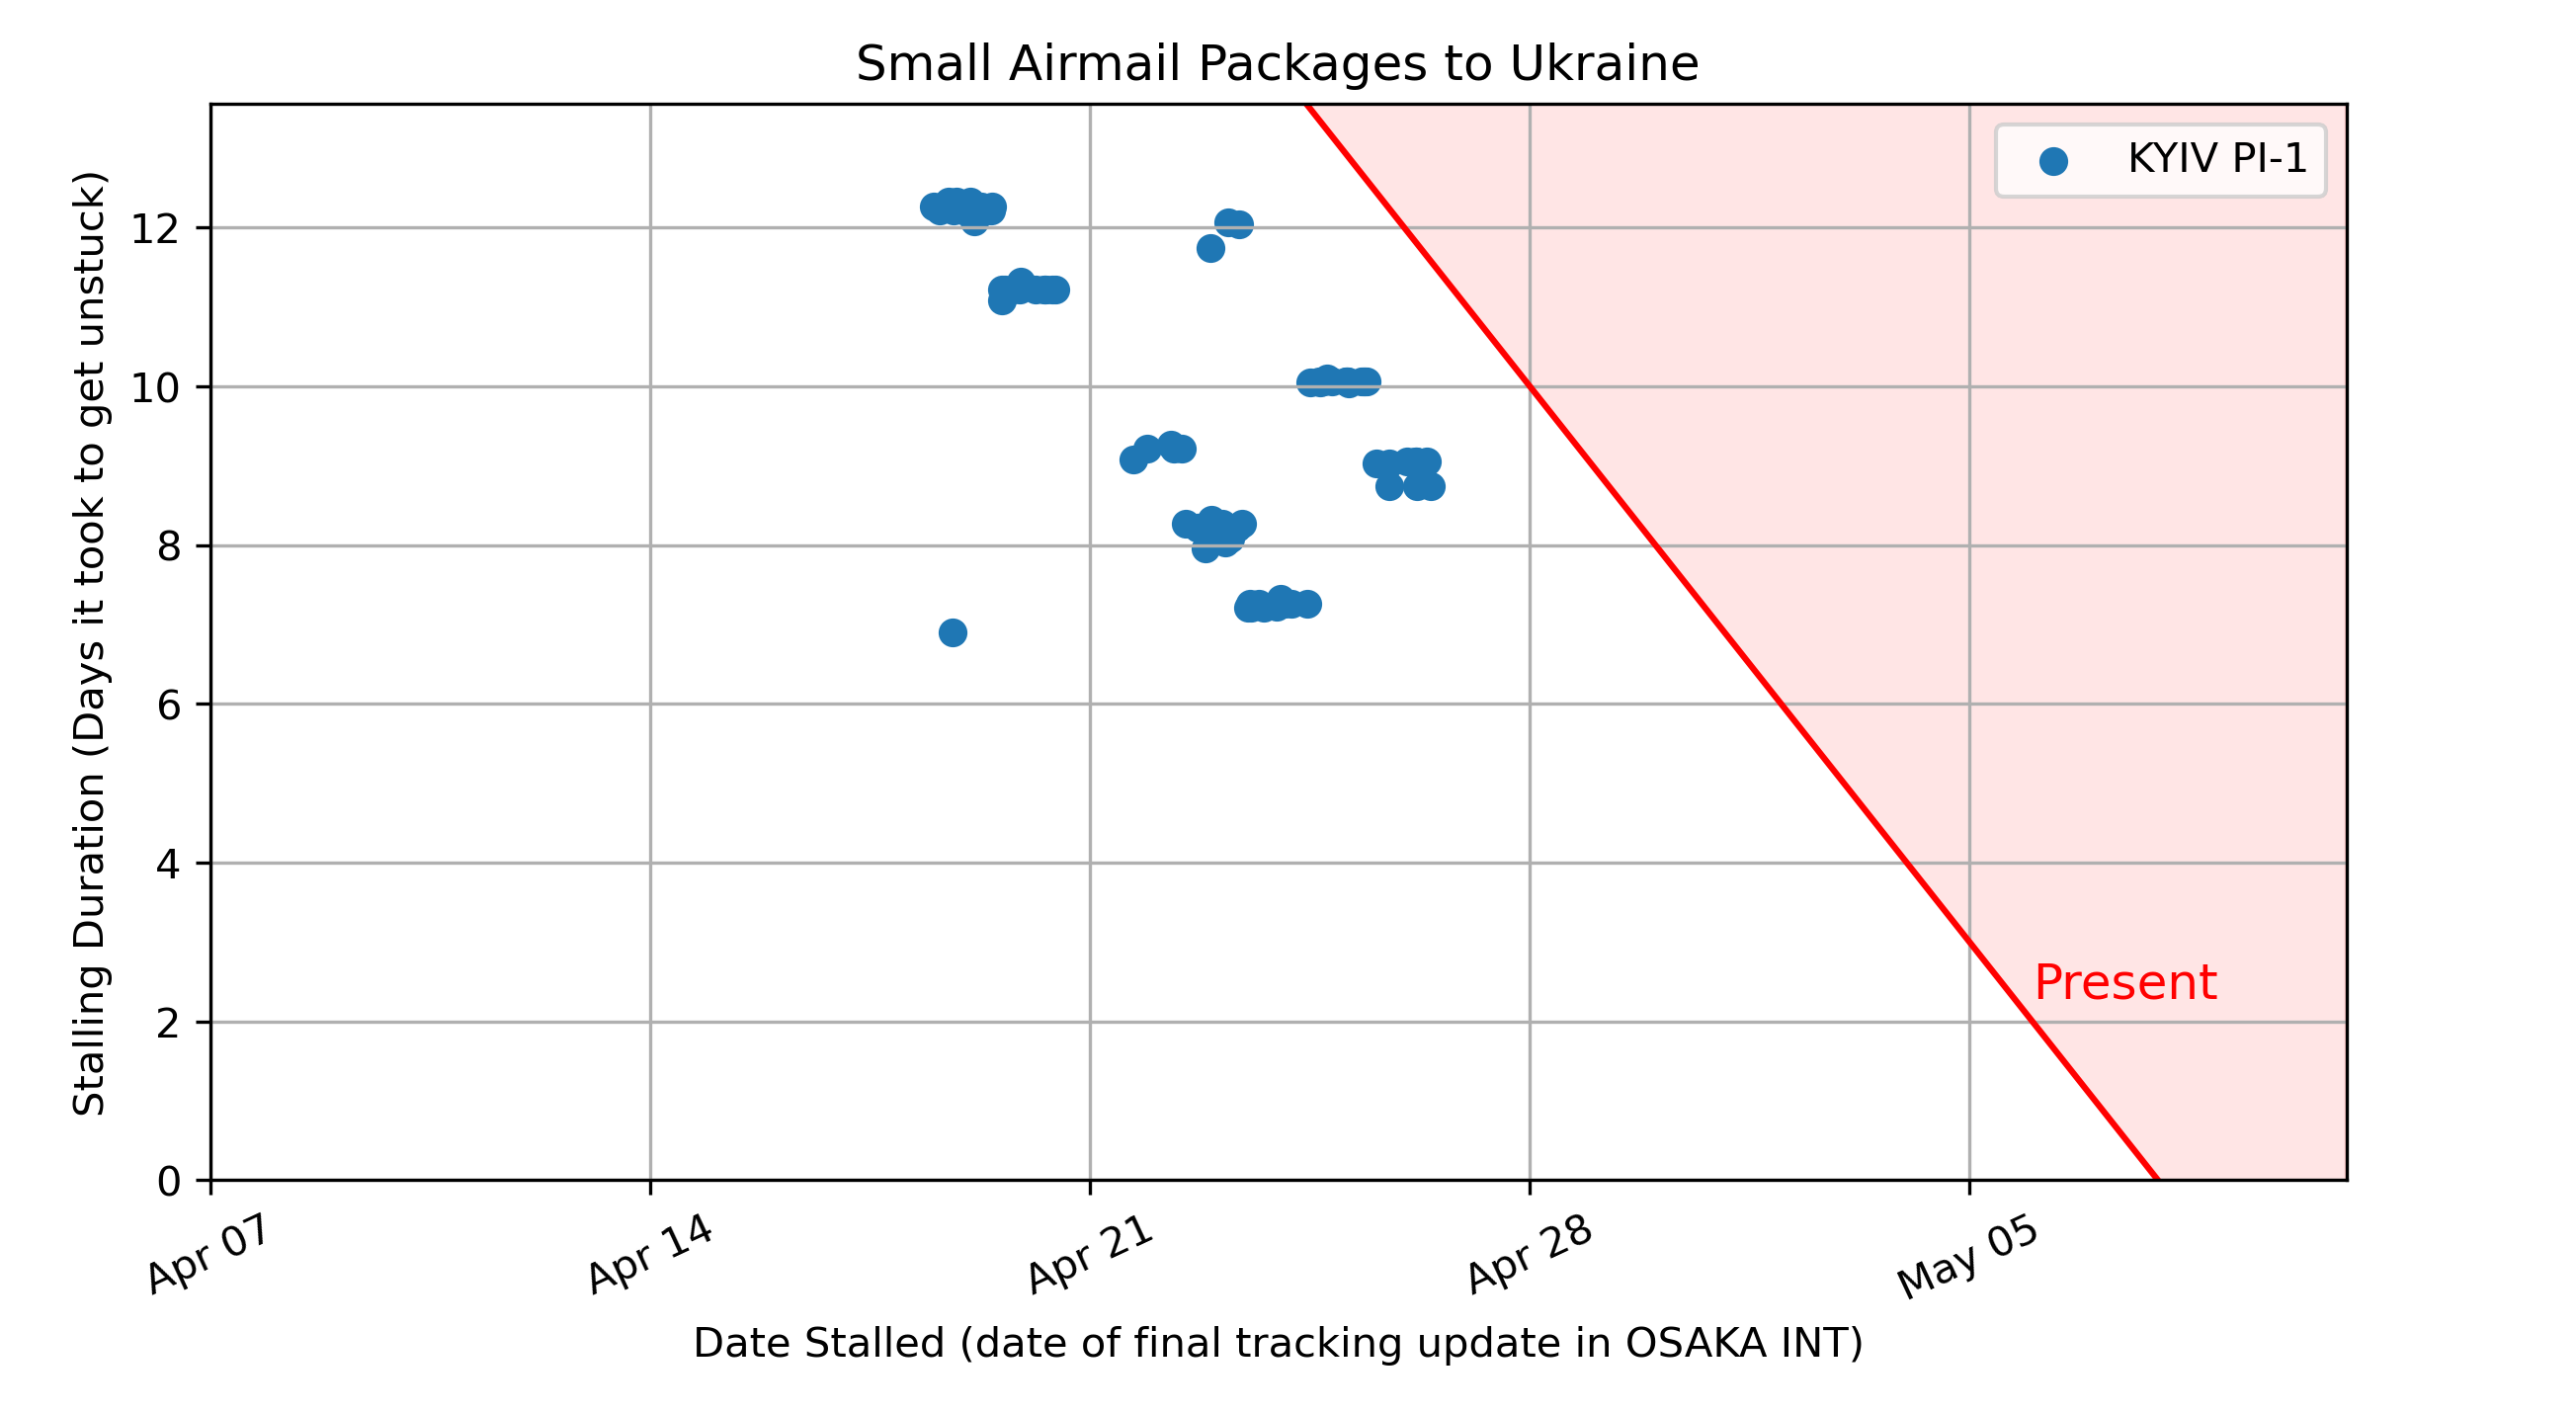 Small Airmail Packages to Ukraine
KYIV PI-1
Stalling Duration (Days it took to get unstuck)
12
10
8
6
4
2
0
Present
Apr 07
Apr 14
Apr 21
Apr 28
May 05
Date Stalled (date of final tracking update in OSAKA INT)